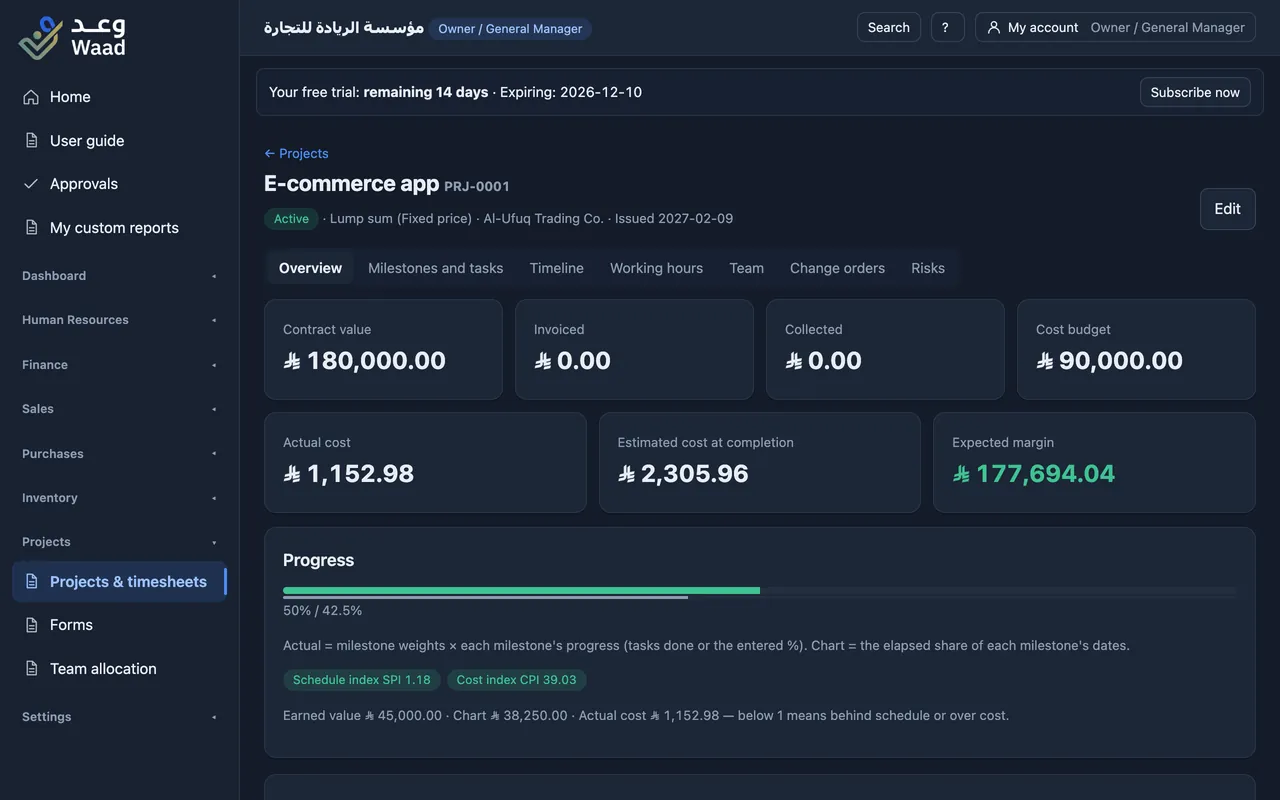 وعد
Waad
مؤسسة الريادة للتجارة Owner / General Manager
Search ? My account Owner / General Manager
Home
User guide
Approvals
My custom reports
Dashboard
Human Resources
Finance
Sales
Purchases
Inventory
Projects
Projects & timesheets
Forms
Team allocation
Settings
Your free trial: remaining 14 days · Expiring: 2026-12-10
Subscribe now
← Projects
E-commerce app PRJ-0001
Active · Lump sum (Fixed price) · Al-Ufuq Trading Co. · Issued 2027-02-09
Edit
Overview Milestones and tasks Timeline Working hours Team Change orders Risks
Contract value
⃁ 180,000.00
Invoiced
⃁ 0.00
Collected
⃁ 0.00
Cost budget
⃁ 90,000.00
Actual cost
⃁ 1,152.98
Estimated cost at completion
⃁ 2,305.96
Expected margin
⃁ 177,694.04
Progress
50% / 42.5%
Actual = milestone weights × each milestone's progress (tasks done or the entered %). Chart = the elapsed share of each milestone's dates.
Schedule index SPI 1.18 Cost index CPI 39.03
Earned value ⃁ 45,000.00 · Chart ⃁ 38,250.00 · Actual cost ⃁ 1,152.98 — below 1 means behind schedule or over cost.